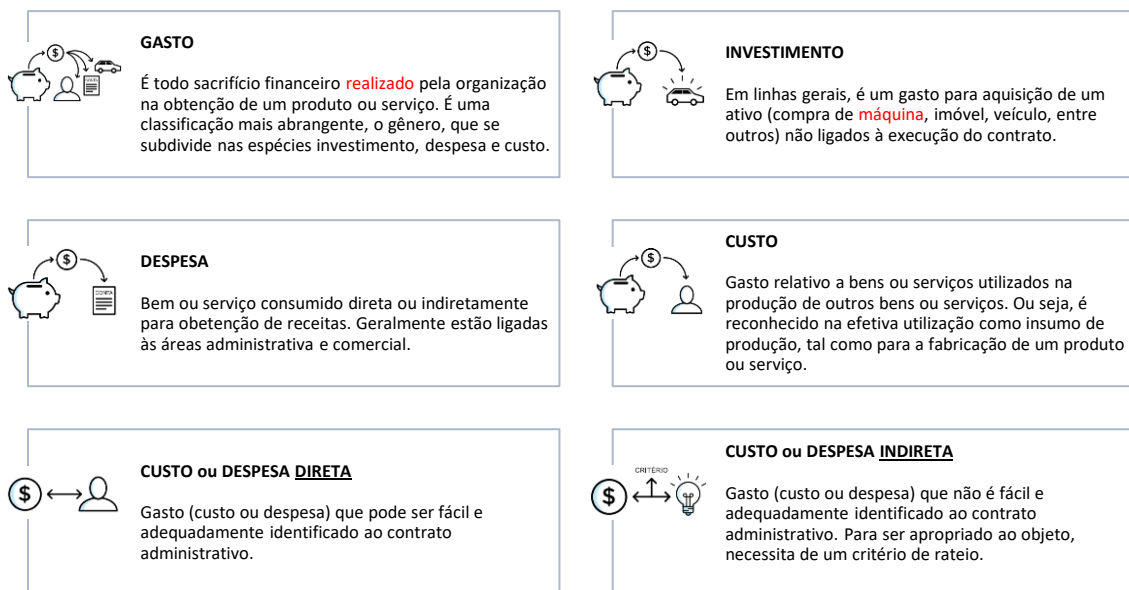 GASTO
É todo sacrifício financeiro realizado pela organização
na obtenção de um produto ou serviço. É uma
classificação mais abrangente, o gênero, que se
subdivide nas espécies investimento, despesa e custo.
INVESTIMENTO
Em linhas gerais, é um gasto para aquisição de um
ativo (compra de máquina, imóvel, veículo, entre
outros) não ligados à execução do contrato.
CONTA
DESPESA
Bem ou serviço consumido direta ou indiretamente
para obetenção de receitas. Geralmente estão ligadas
às áreas administrativa e comercial.
CUSTO
Gasto relativo a bens ou serviços utilizados na
produção de outros bens ou serviços. Ou seja, é
reconhecido na efetiva utilização como insumo de
produção, tal como para a fabricação de um produto
ou serviço.
CUSTO ou DESPESA DIRETA
Gasto (custo ou despesa) que pode ser fácil e
adequadamente identificado ao contrato
administrativo.
CRITÉRIO
CUSTO ou DESPESA INDIRETA
Gasto (custo ou despesa) que não é fácil e
adequadamente identificado ao contrato
administrativo. Para ser apropriado ao objeto,
necessita de um critério de rateio.